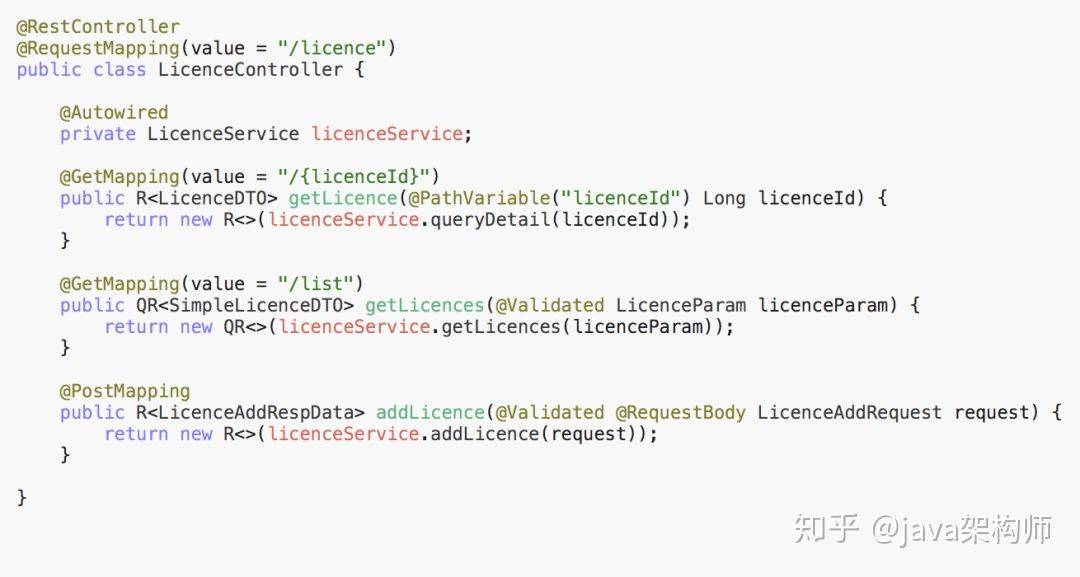 @RestController
@RequestMapping(value = "/licence")
public class LicenceController {
@Autowired
private LicenceService licenceService;
@GetMapping(value = "/{licenceId}")
public R<LicenceDTO> getLicence(@PathVariable("licenceId") Long licenceId) {
return new R<>(licenceService.queryDetail(licenceId));
}
@GetMapping(value = "/list")
public QR<SimpleLicenceDTO> getLicences(@Validated LicenceParam licenceParam) {
return new QR<>(licenceService.getLicences(licenceParam));
}
@PostMapping
public R<LicenceAddRespData> addLicence(@Validated @RequestBody LicenceAddRequest request) {
return new R<>(licenceService.addLicence(request));
}
}
知乎 @java架构师